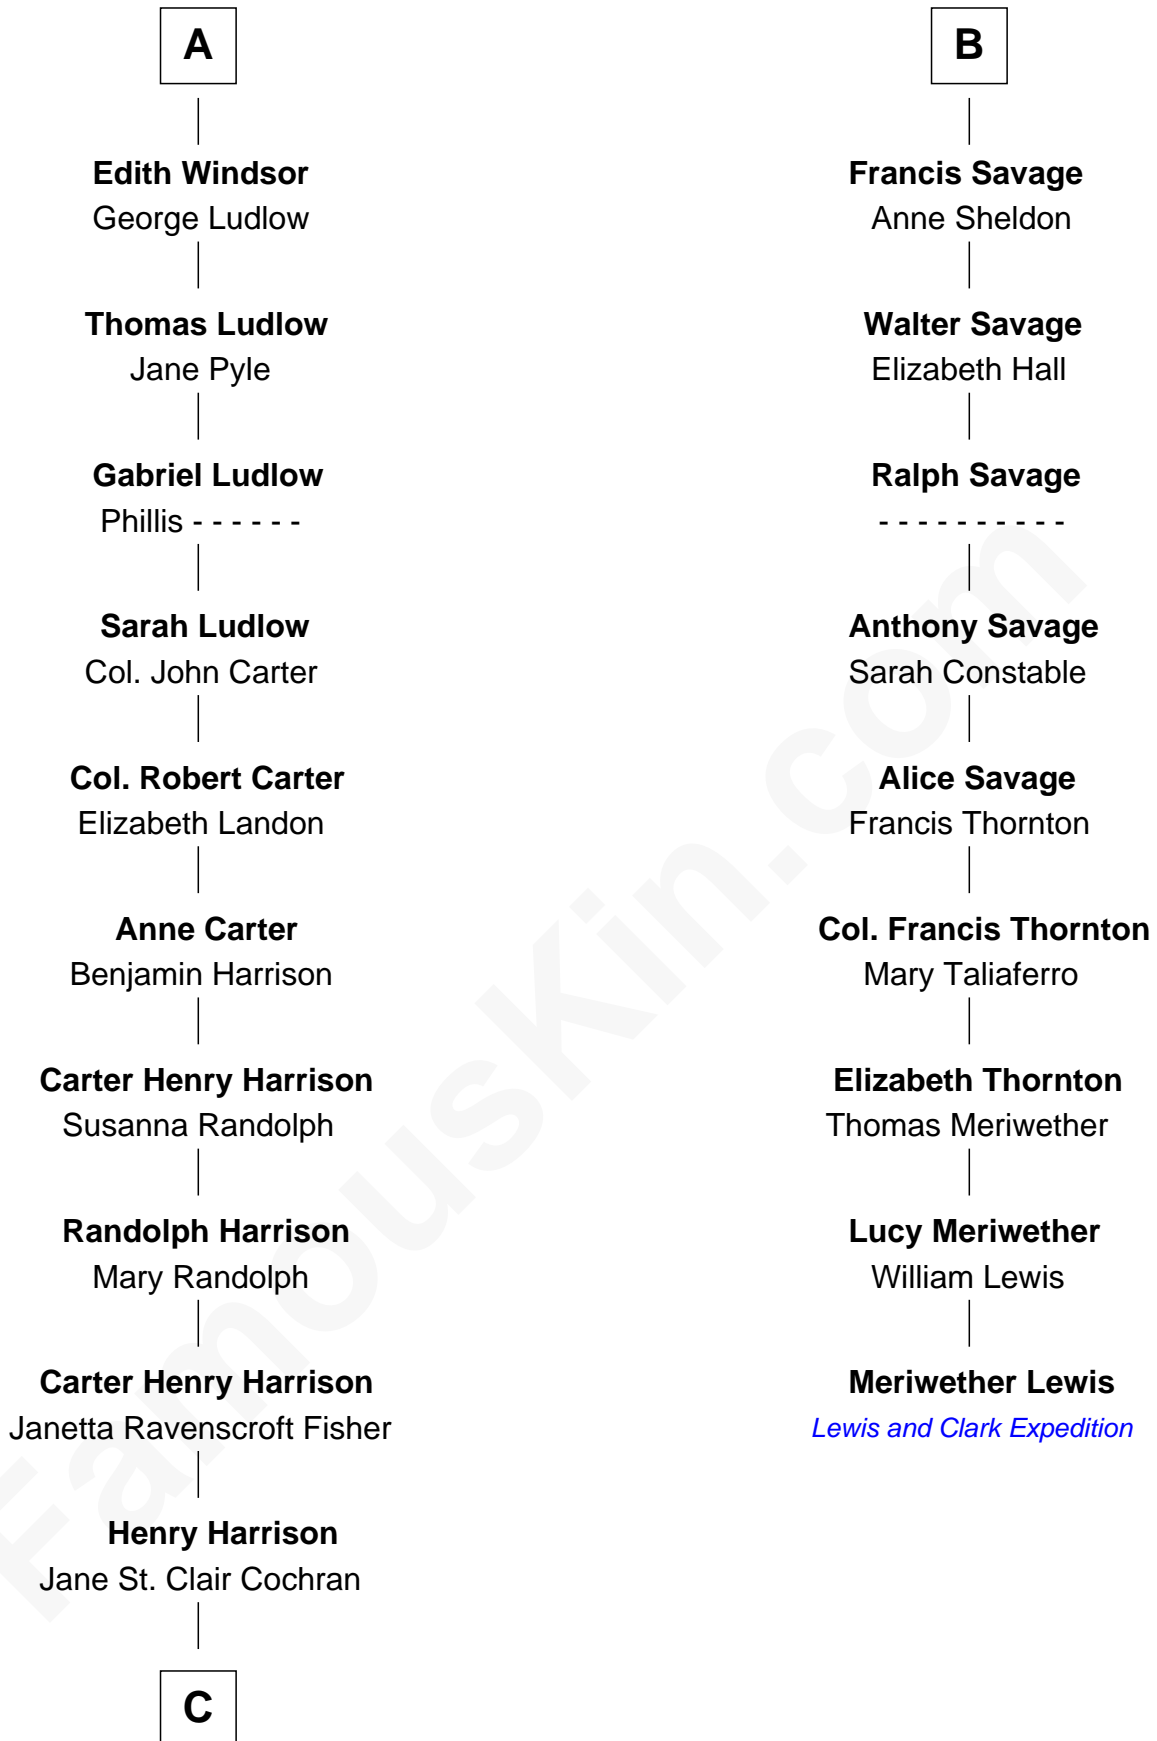 A
Edith Windsor
George Ludlow
Thomas Ludlow
Jane Pyle
Gabriel Ludlow
Phillis - - - - - -
Sarah Ludlow
Col. John Carter
Col. Robert Carter
Elizabeth Landon
Anne Carter
Benjamin Harrison
Carter Henry Harrison
Susanna Randolph
Randolph Harrison
Mary Randolph
Carter Henry Harrison
Janetta Ravenscroft Fisher
Henry Harrison
Jane St. Clair Cochran
C
B
Francis Savage
Anne Sheldon
Walter Savage
Elizabeth Hall
Ralph Savage
- - - - - - - - - -
Anthony Savage
Sarah Constable
Alice Savage
Francis Thornton
Col. Francis Thornton
Mary Taliaferro
Elizabeth Thornton
Thomas Meriwether
Lucy Meriwether
William Lewis
Meriwether Lewis
Lewis and Clark Expedition
FamousKin.com